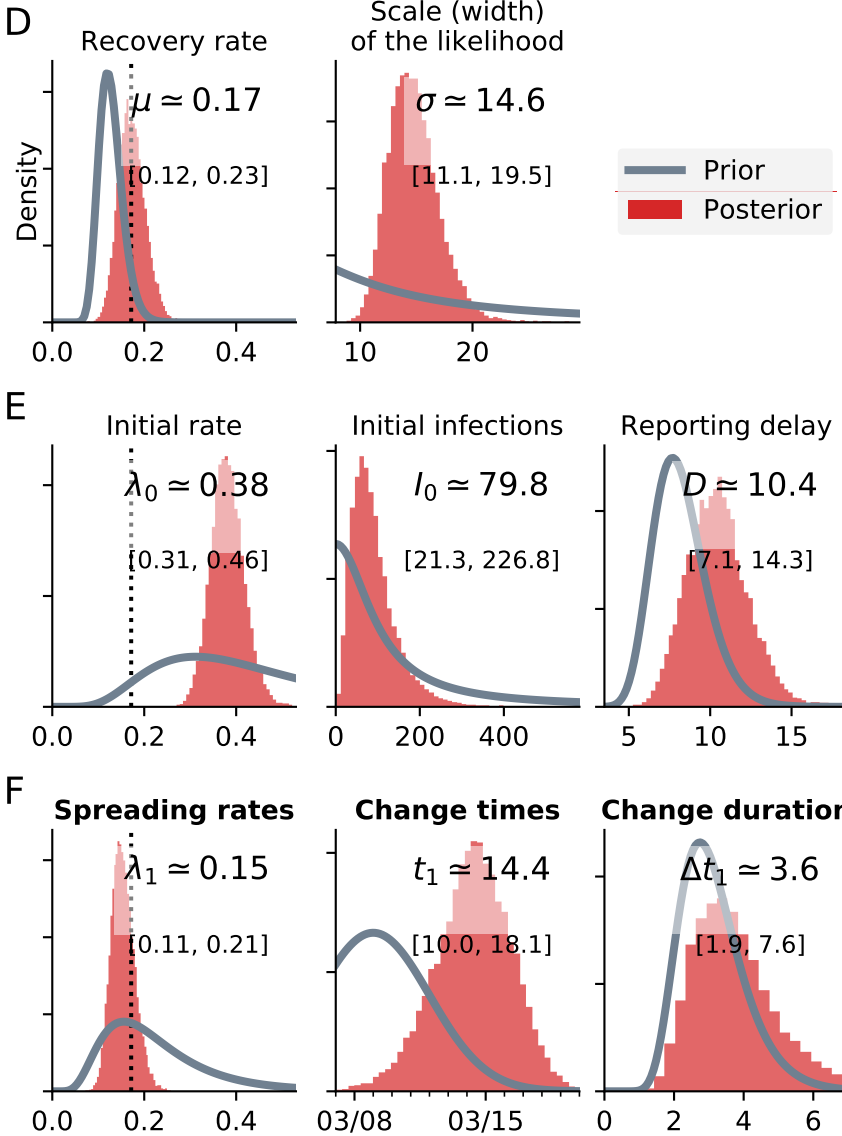 D
Recovery rate
Scale (width)
of the likelihood
μ ≃ 0.17
[0.12, 0.23]
σ ≃ 14.6
[11.1, 19.5]
Density
Prior
Posterior
0.0 0.2 0.4
10 20
E
Initial rate
Initial infections
Reporting delay
λ0 ≃ 0.38
[0.31, 0.46]
I0 ≃ 79.8
[21.3, 226.8]
D ≃ 10.4
[7.1, 14.3]
0.0 0.2 0.4
0 200 400
5 10 15
F
Spreading rates
Change times
Change duration
λ1 ≃ 0.15
[0.11, 0.21]
t1 ≃ 14.4
[10.0, 18.1]
Δt1 ≃ 3.6
[1.9, 7.6]
0.0 0.2 0.4
03/08 03/15
0 2 4 6